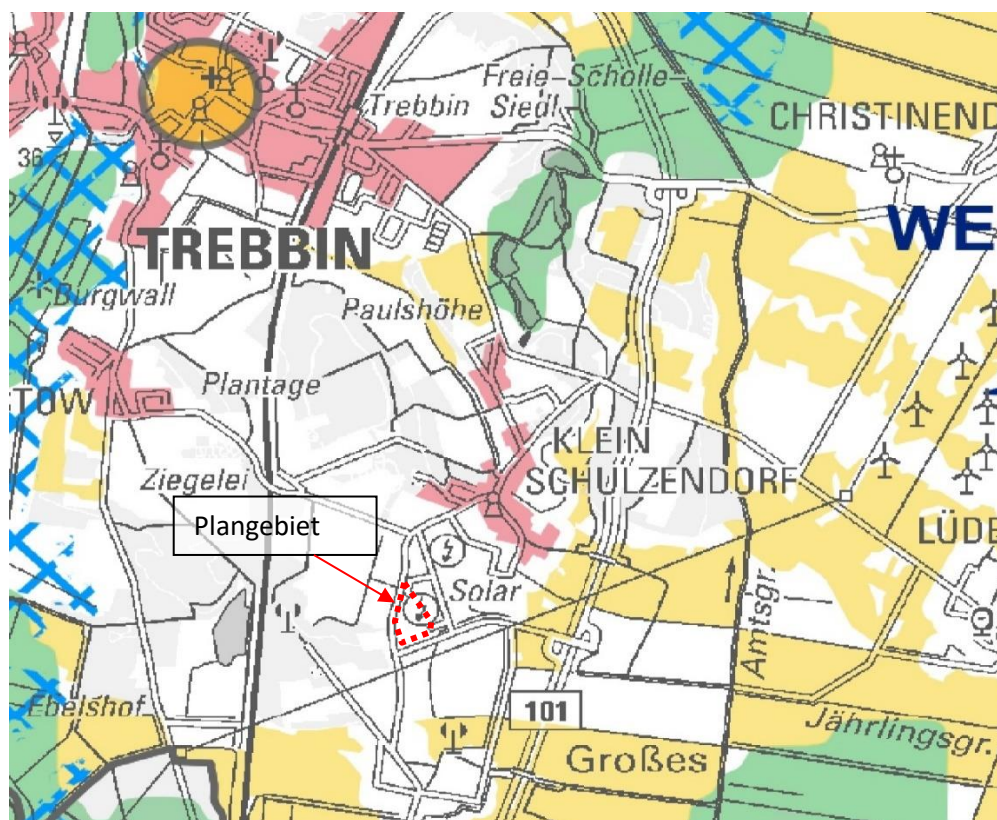 Freie-Scholle-
Trebbin Siedl.
CHRISTINEND
36
WE
TREBBIN
Burgwall
Paulshöhe
Plantage
TOW
KLEIN
SCHÜLZENDORF
Ziegelei
Plangebiet
LÜDE
Solar
Amtsgr.
Ebelshof
101
Jährlingsgr.
Großes